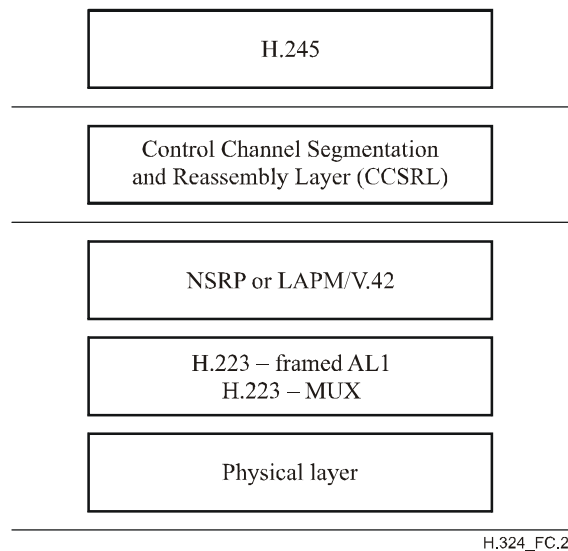 H.245
Control Channel Segmentation
and Reassembly Layer (CCSRL)
NSRP or LAPM/V.42
H.223 – framed AL1
H.223 – MUX
Physical layer
H.324_FC.2